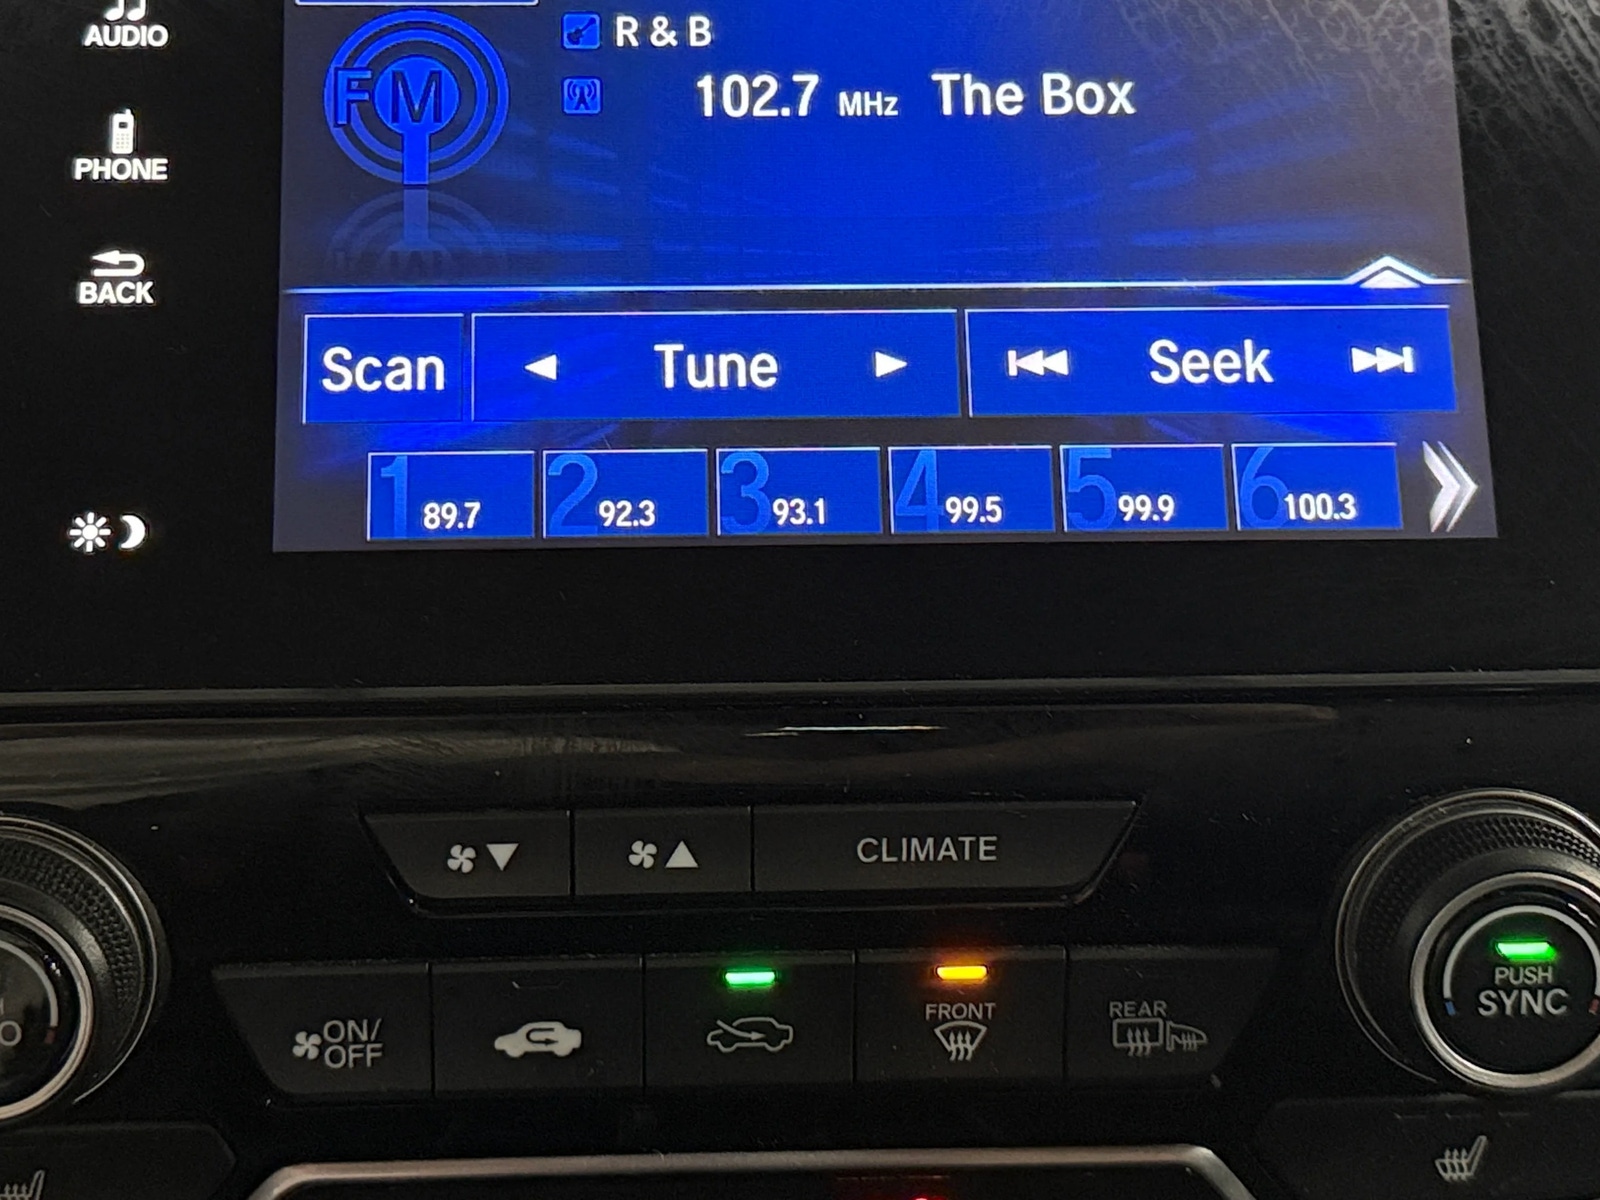 AUDIO
PHONE
BACK
FM
R & B
102.7 MHz The Box
Scan
Tune
Seek
1 89.7
2 92.3
3 93.1
4 99.5
5 99.9
6 100.3
CLIMATE
ON/
OFF
FRONT
REAR
PUSH
SYNC